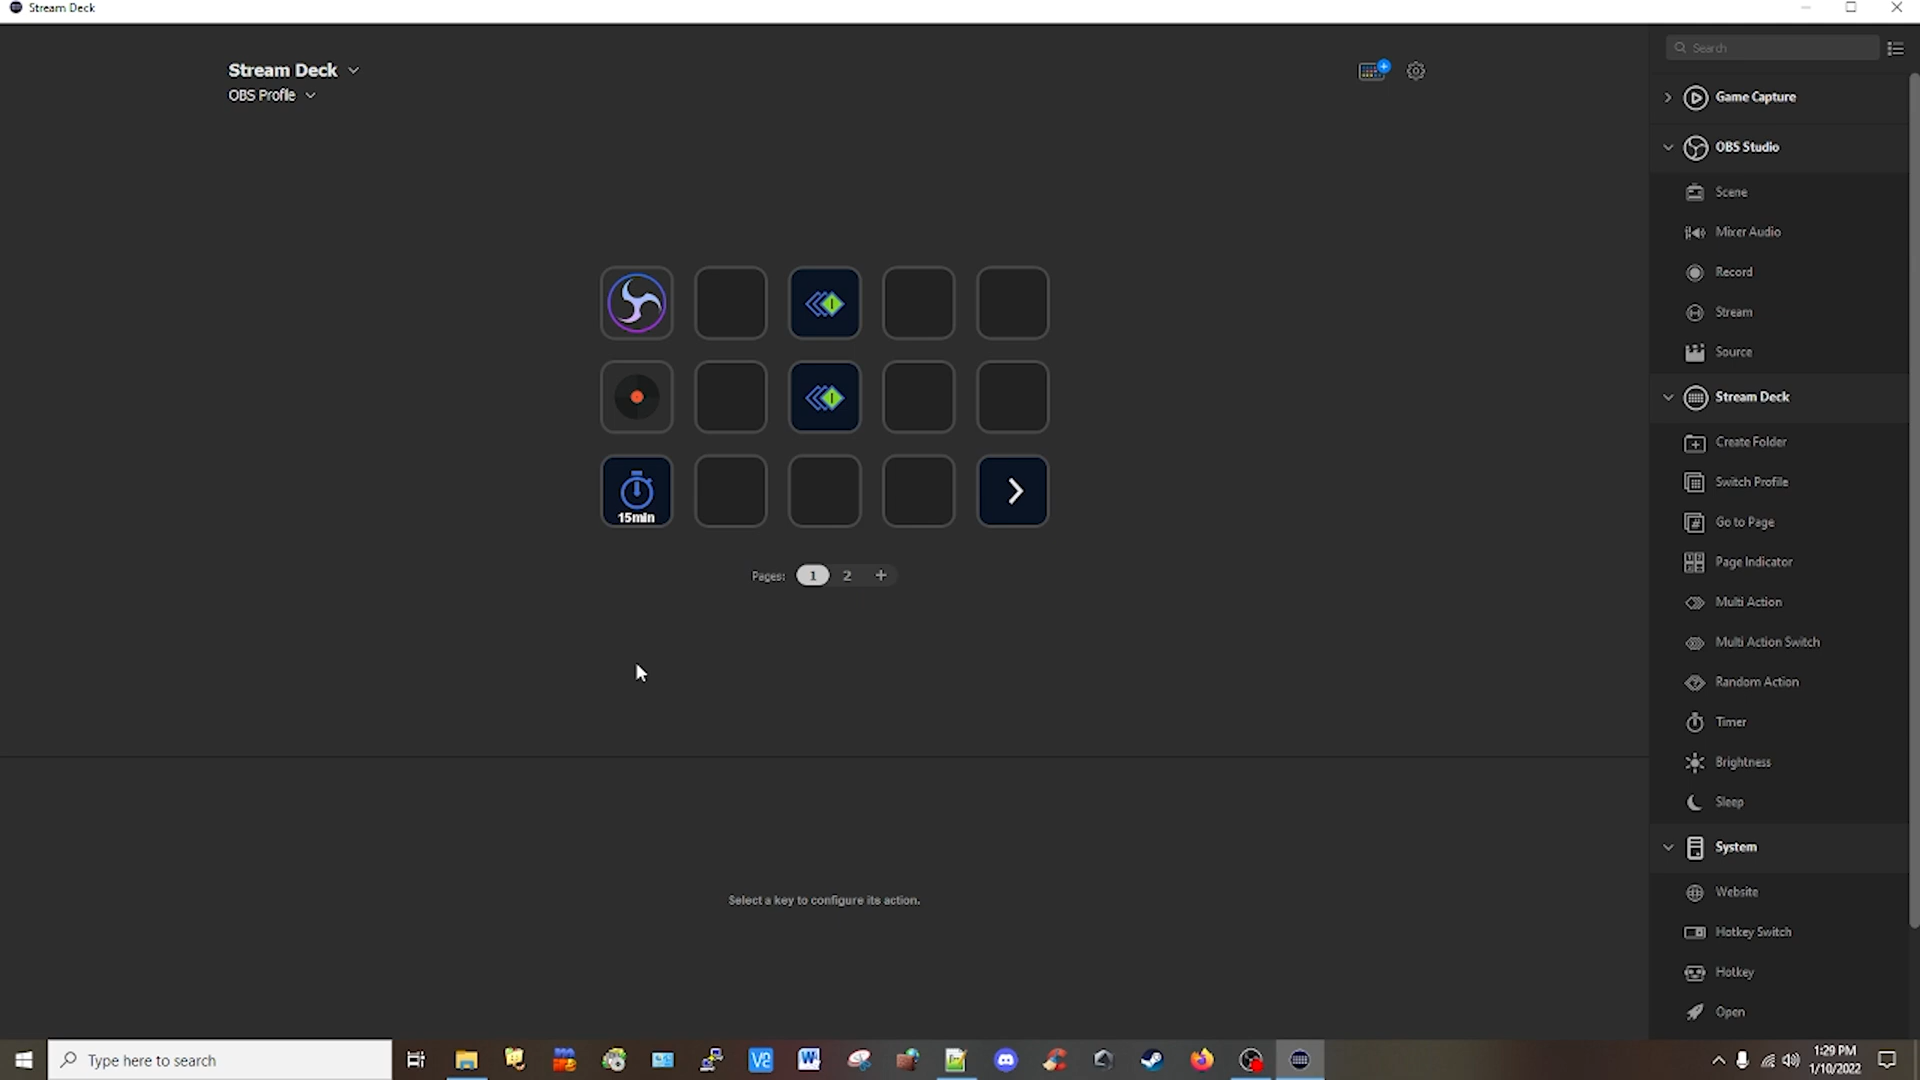 Stream Deck
Stream Deck
OBS Profile
15min
Pages: 1 2 +
Select a key to configure its action.
Search
Game Capture
OBS Studio
Scene
Mixer Audio
Record
Stream
Source
Stream Deck
Create Folder
Switch Profile
Go to Page
Page Indicator
Multi Action
Multi Action Switch
Random Action
Timer
Brightness
Sleep
System
Website
Hotkey Switch
Hotkey
Open
Type here to search
1:29 PM
1/10/2022